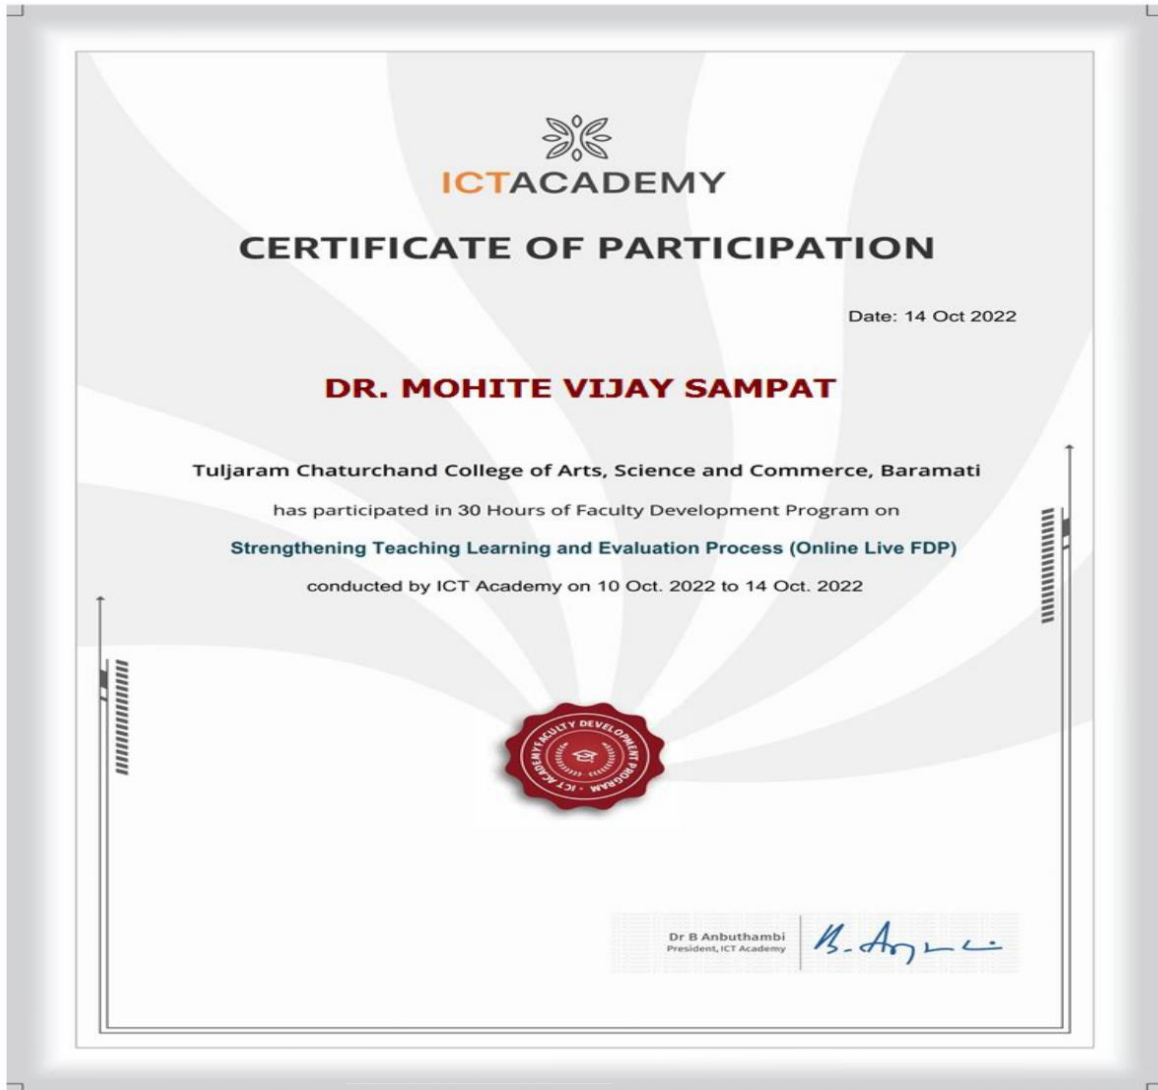 ICTACADEMY
CERTIFICATE OF PARTICIPATION
Date: 14 Oct 2022
DR. MOHITE VIJAY SAMPAT
Tuljaram Chaturchand College of Arts, Science and Commerce, Baramati
has participated in 30 Hours of Faculty Development Program on
Strengthening Teaching Learning and Evaluation Process (Online Live FDP)
conducted by ICT Academy on 10 Oct. 2022 to 14 Oct. 2022
FACULTY DEVELOPMENT PROGRAM - ICT ACADEMY
Dr B Anbuthambi
President, ICT Academy